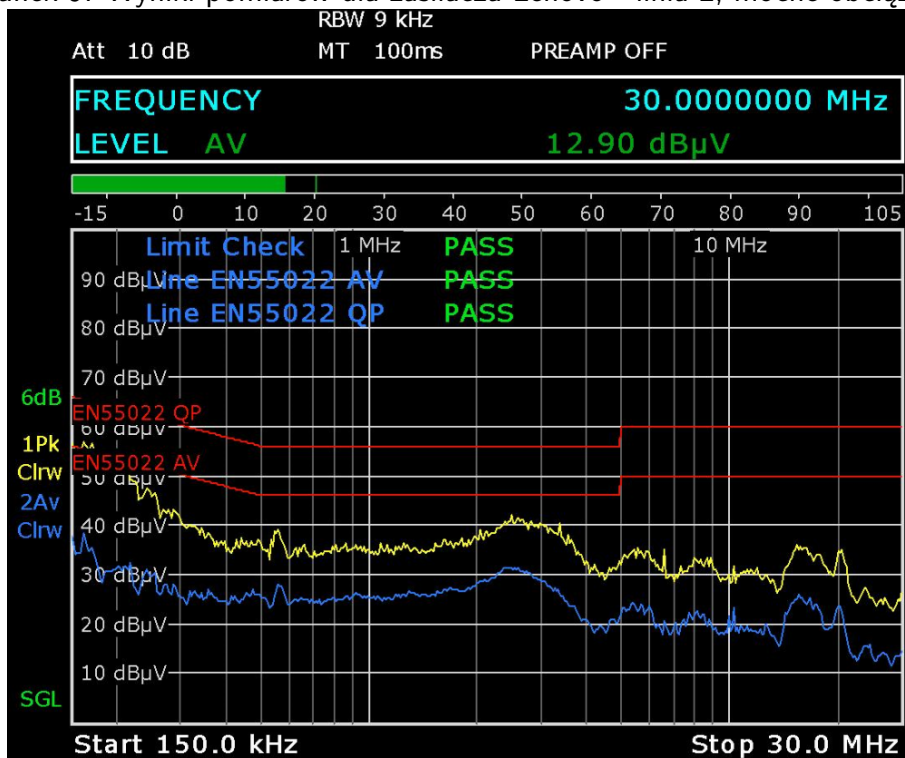 RBW 9 kHz
Att 10 dB MT 100ms PREAMP OFF
FREQUENCY 30.0000000 MHz
LEVEL AV 12.90 dBµV
-15 0 10 20 30 40 50 60 70 80 90 105
Limit Check 1 MHz PASS 10 MHz
90 dBµV Line EN55022 AV PASS
Line EN55022 QP PASS
80 dBµV
70 dBµV
6dB
EN55022 QP
60 dBµV
1Pk
EN55022 AV
Clrw
50 dBµV
2Av
Clrw
40 dBµV
30 dBµV
20 dBµV
10 dBµV
SGL
Start 150.0 kHz Stop 30.0 MHz